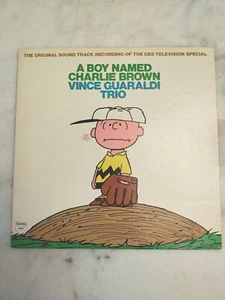 THE ORIGINAL SOUND TRACK RECORDING OF THE CBS TELEVISION SPECIAL
A BOY NAMED
CHARLIE BROWN
VINCE GUARALDI
TRIO